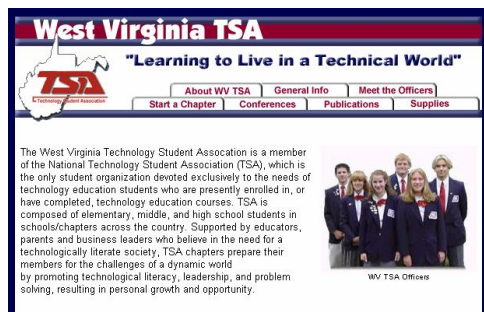 West Virginia TSA
"Learning to Live in a Technical World"
TSA
Technology Student Association
About WV TSA
General Info
Meet the Officers
Start a Chapter
Conferences
Publications
Supplies
The West Virginia Technology Student Assocation is a member
of the National Technology Student Association (TSA), which is
the only student organization devoted exclusively to the needs of
technology education students who are presently enrolled in, or
have completed, technology education courses. TSA is
composed of elementary, middle, and high school students in
schools/chapters across the country. Supported by educators,
parents and business leaders who believe in the need for a
technologically literate society, TSA chapters prepare their
members for the challenges of a dynamic world
by promoting technological literacy, leadership, and problem
solving, resulting in personal growth and opportunity.
WV TSA Officers